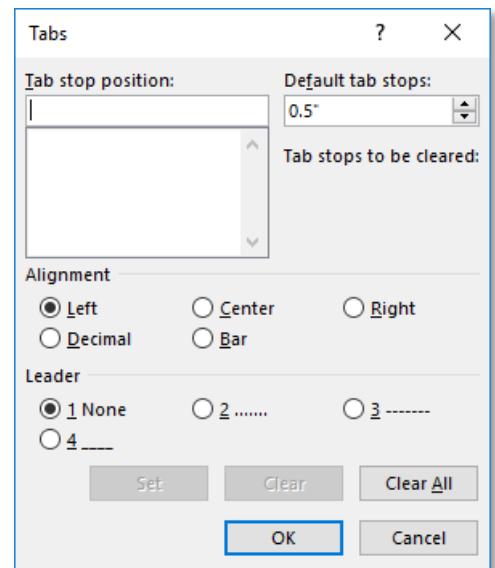 Tabs ? ×
Tab stop position: Default tab stops:
0.5"
Tab stops to be cleared:
Alignment
Left Center Right
Decimal Bar
Leader
1 None 2 ....... 3 -------
4 ____
Set Clear Clear All
OK Cancel